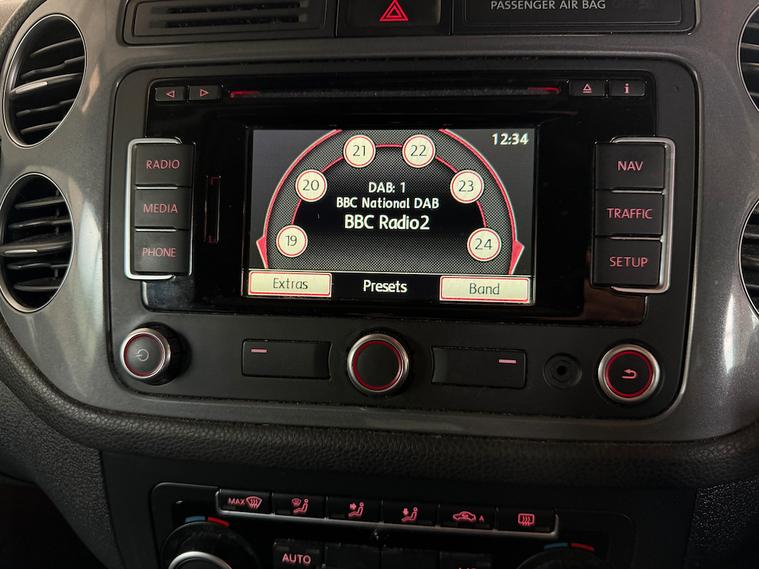 PASSENGER AIR BAG
i
RADIO
MEDIA
PHONE
12:34
21
22
20
23
19
24
DAB: 1
BBC National DAB
BBC Radio2
Extras
Presets
Band
NAV
TRAFFIC
SETUP
MAX
A
AUTO